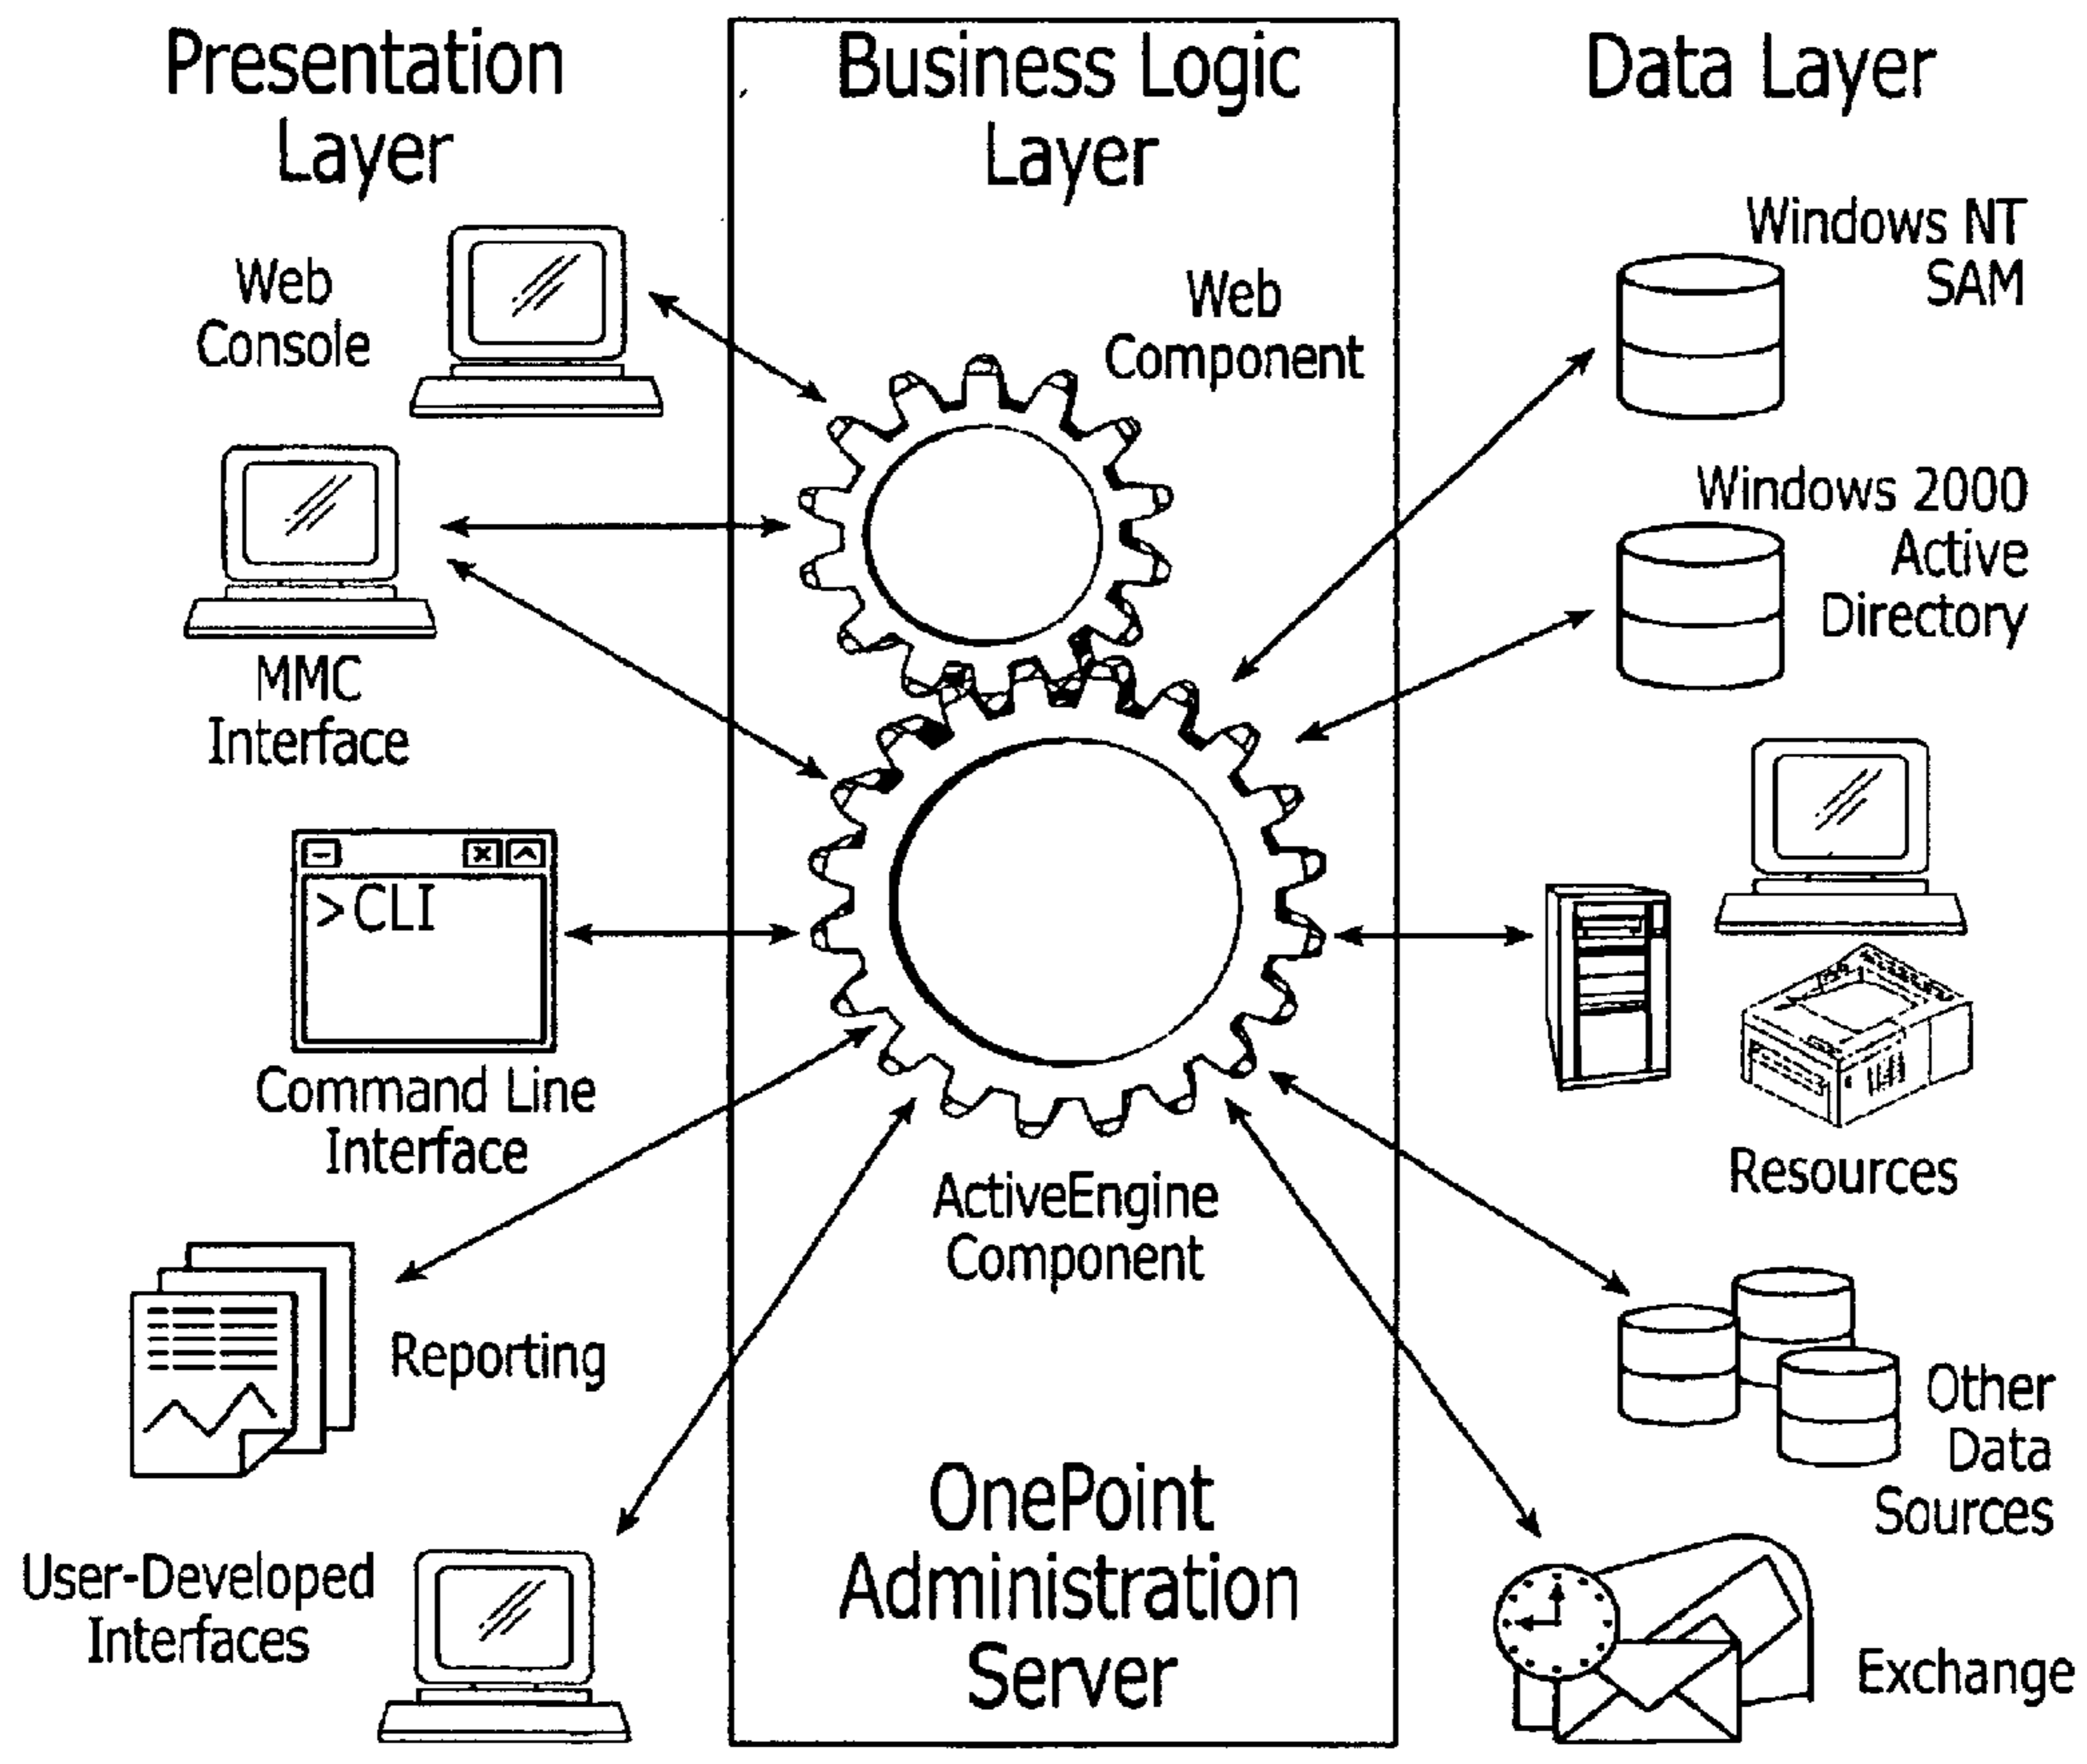 Presentation
Layer
Business Logic
Layer
Data Layer
Web
Console
MMC
Interface
>CLI
Command Line
Interface
Reporting
User-Developed
Interfaces
Web
Component
ActiveEngine
Component
OnePoint
Administration
Server
Windows NT
SAM
Windows 2000
Active
Directory
Resources
Other
Data
Sources
Exchange